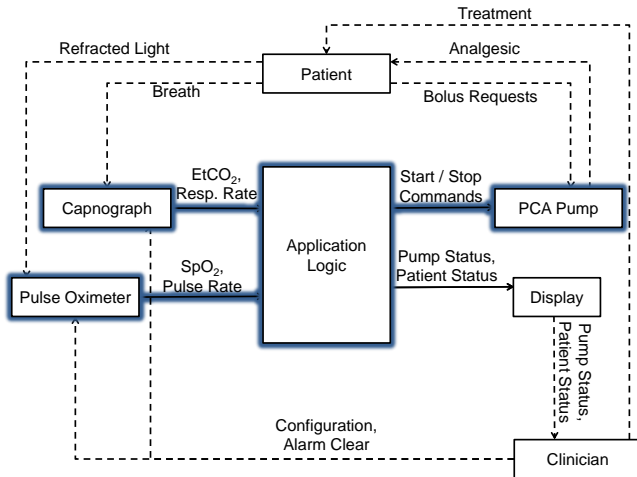 Treatment
Refracted Light
Analgesic
Patient
Breath
Bolus Requests
EtCO₂,
Resp. Rate
Start / Stop
Commands
Capnograph
PCA Pump
Application
Logic
SpO₂,
Pulse Rate
Pump Status,
Patient Status
Pulse Oximeter
Display
Pump Status,
Patient Status
Configuration,
Alarm Clear
Clinician